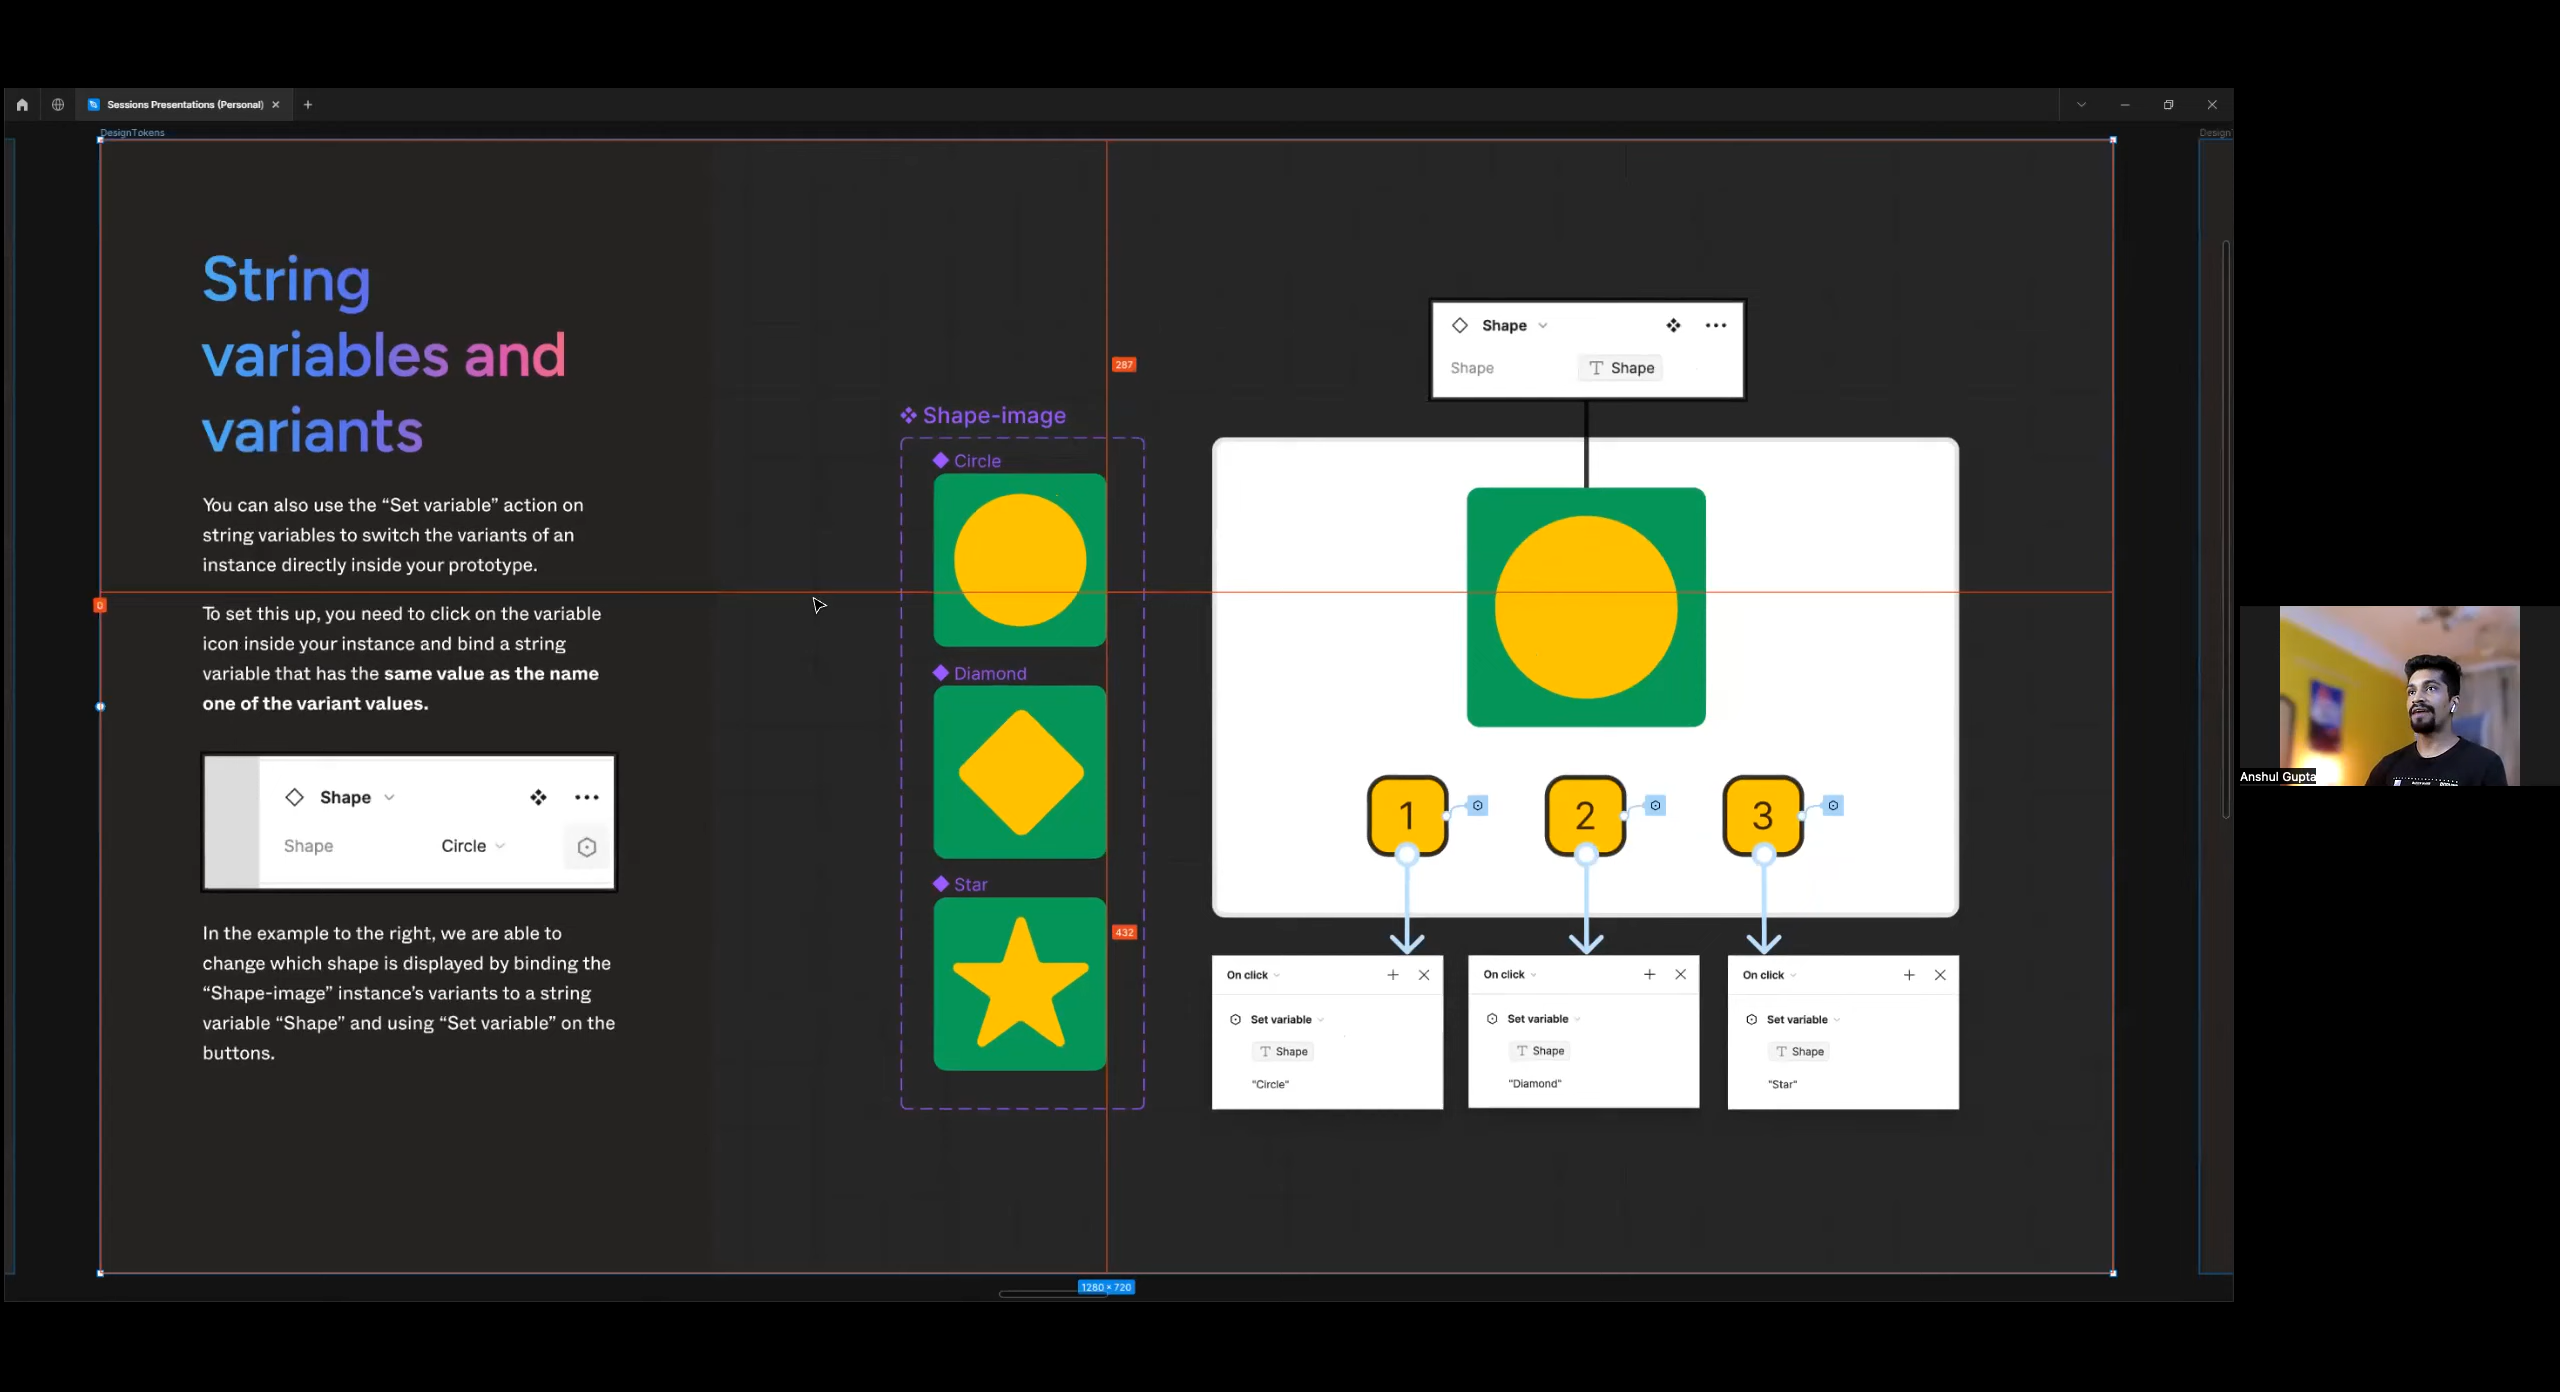 Sessions Presentations (Personal)
DesignTokens
String
variables and
variants
You can also use the “Set variable” action on
string variables to switch the variants of an
instance directly inside your prototype.
To set this up, you need to click on the variable
icon inside your instance and bind a string
variable that has the same value as the name
one of the variant values.
Shape
Shape
Circle
In the example to the right, we are able to
change which shape is displayed by binding the
“Shape-image” instance’s variants to a string
variable “Shape” and using “Set variable” on the
buttons.
0
Shape-image
Circle
Diamond
Star
287
432
Shape
Shape
T Shape
1
2
3
On click
Set variable
T Shape
"Circle"
On click
Set variable
T Shape
"Diamond"
On click
Set variable
T Shape
"Star"
1280 × 720
Anshul Gupta